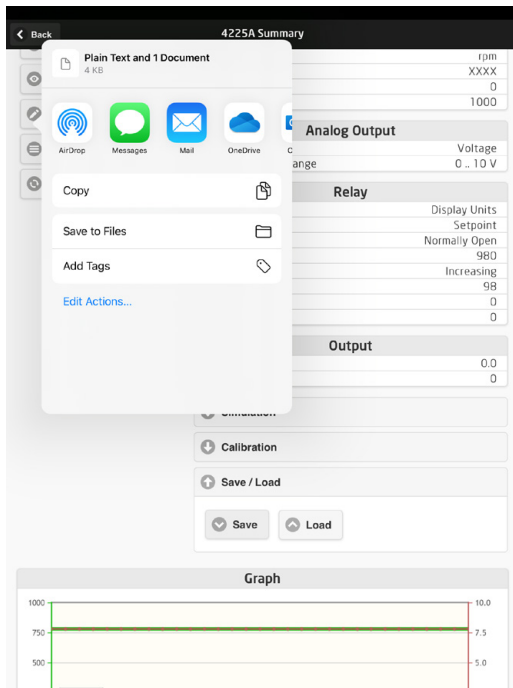 Back
4225A Summary
Plain Text and 1 Document
4 KB
AirDrop
Messages
Mail
OneDrive
Copy
Save to Files
Add Tags
Edit Actions...
rpm
XXXX
0
1000
Analog Output
Voltage
ange
0 .. 10 V
Relay
Display Units
Setpoint
Normally Open
980
Increasing
98
0
0
Output
0.0
0
Simulation
Calibration
Save / Load
Save
Load
Graph
1000
10.0
750
7.5
500
5.0